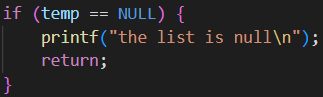 if (temp == NULL) {
    printf("the list is null\n");
    return;
}